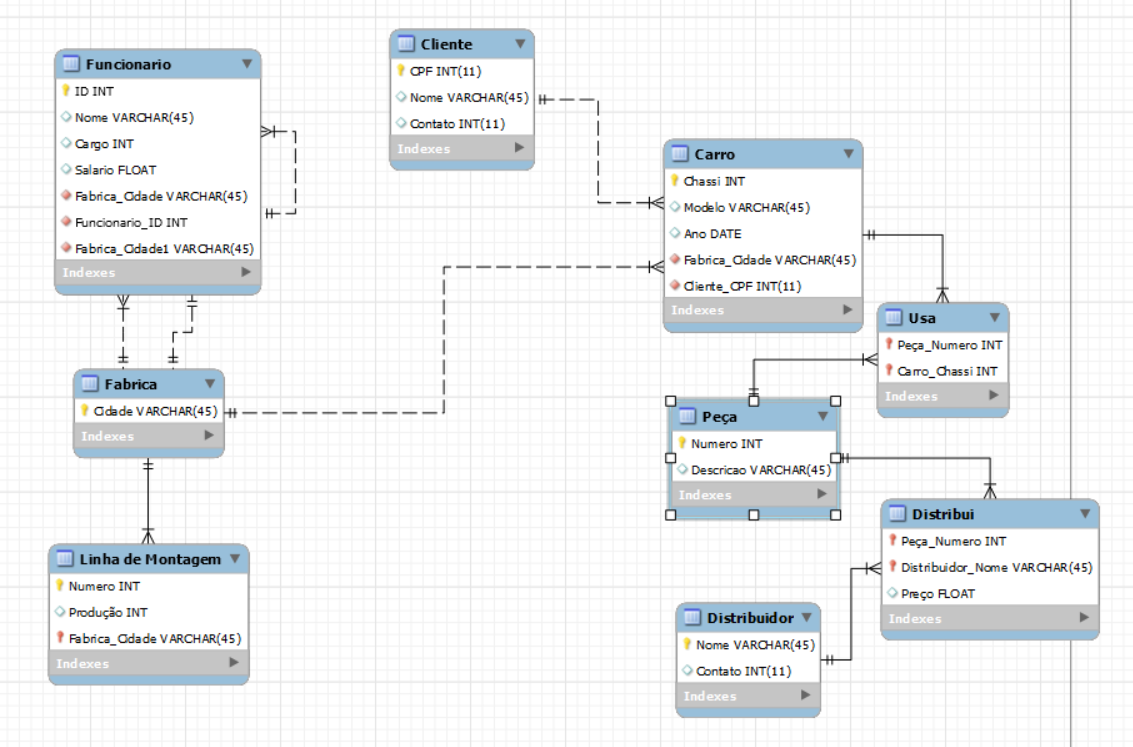 Funcionario
ID INT
Nome VARCHAR(45)
Cargo INT
Salario FLOAT
Fabrica_Cidade VARCHAR(45)
Funcionario_ID INT
Fabrica_Cidade1 VARCHAR(45)
Indexes
Cliente
CPF INT(11)
Nome VARCHAR(45)
Contato INT(11)
Indexes
Carro
Chassi INT
Modelo VARCHAR(45)
Ano DATE
Fabrica_Cidade VARCHAR(45)
Cliente_CPF INT(11)
Indexes
Usa
Peça_Numero INT
Carro_Chassi INT
Indexes
Fabrica
Cidade VARCHAR(45)
Indexes
Peça
Numero INT
Descricao VARCHAR(45)
Indexes
Distribui
Peça_Numero INT
Distribuidor_Nome VARCHAR(45)
Preço FLOAT
Indexes
Linha de Montagem
Numero INT
Produção INT
Fabrica_Cidade VARCHAR(45)
Indexes
Distribuidor
Nome VARCHAR(45)
Contato INT(11)
Indexes